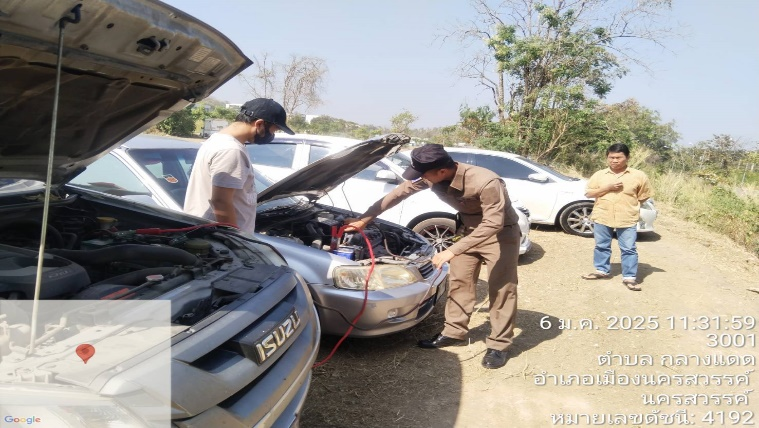 ISUZU
6 ม.ค. 2025 11:31:59
3001
ตำบล กลางแดด
อำเภอเมืองนครสวรรค์
นครสวรรค์
หมายเลขดัชนี: 4192
Google